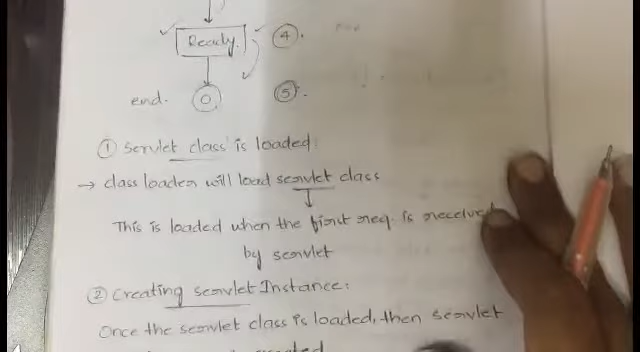 Ready. ④.
end. 0 ⑤.
① Servlet class is loaded:
→ class loader will load servlet class
This is loaded when the first req. is received
by servlet
② Creating servlet Instance:
Once the servlet class is loaded, then servlet